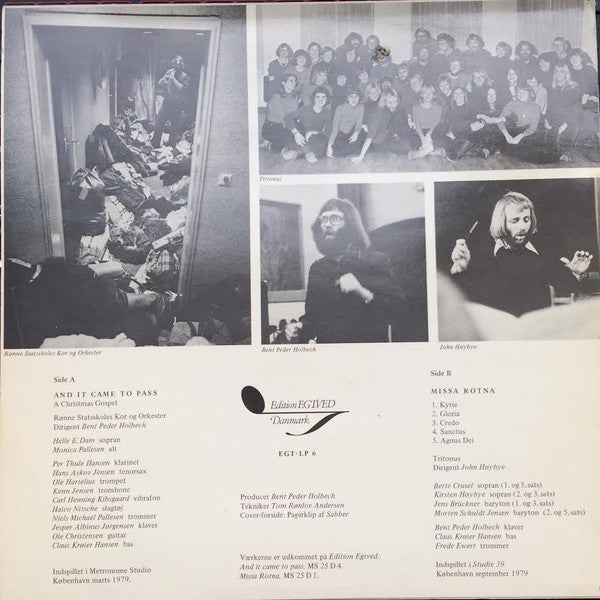 Tritonus
Rønne Statsskoles Kor og Orkester
Bent Peder Holbech
John Høybye
Side A
AND IT CAME TO PASS
A Christmas Gospel
Rønne Statsskoles Kor og Orkester
Dirigent Bent Peder Holbech
Helle E. Dam sopran
Monica Pallesen alt
Per Thule Hansen klarinet
Hans Askov Jensen tenorsax
Ole Hartelius trompet
Kenn Jensen trombone
Carl Henning Kibsgaard vibrafon
Haico Nitsche slagtøj
Niels Michael Pallesen trommer
Jesper Albinus Jørgensen klaver
Ole Christensen guitar
Claus Krøier Hansen bas
Indspillet i Metronome Studio
København marts 1979.
Edition EGTVED
Danmark
EGT-LP 6
Producer Bent Peder Holbech
Tekniker Tom Rønlov Andersen
Cover-forside: Papirklip af Sabber
Værkerne er udkommet på Edition Egtved:
And it came to pass. MS 25 D 4.
Missa Rotna. MS 25 D 1.
Side B
MISSA ROTNA
1. Kyrie
2. Gloria
3. Credo
4. Sanctus
5. Agnus Dei
Tritonus
Dirigent John Høybye
Bette Crusel sopran (1. og 5. sats)
Kirsten Høybye sopran (2. og 3. sats)
Jens Brückner baryton (1. og 5. sats)
Morten Schuldt Jensen baryton (2. og 5. sats)
Bent Peder Holbech klaver
Claus Krøier Hansen bas
Frede Ewert trommer
Indspillet i Studie 39
København september 1979